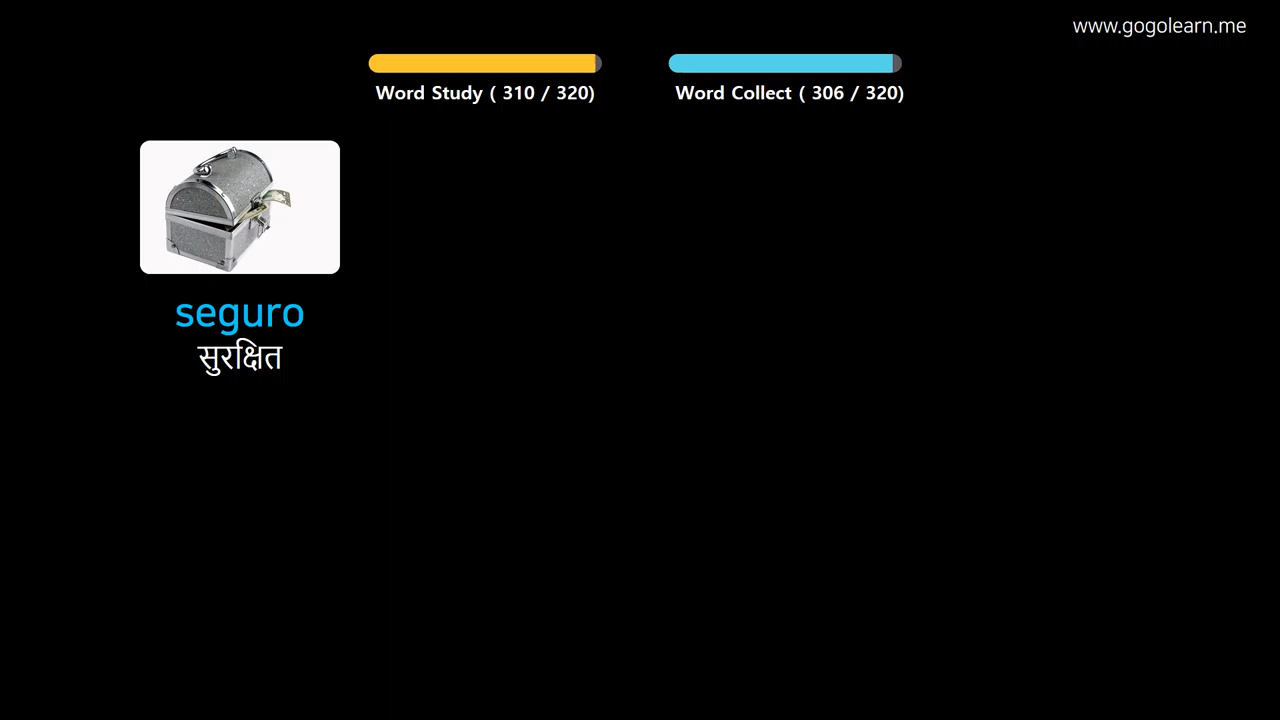 www.gogolearn.me
Word Study ( 310 / 320)
Word Collect ( 306 / 320)
seguro
सुरक्षित